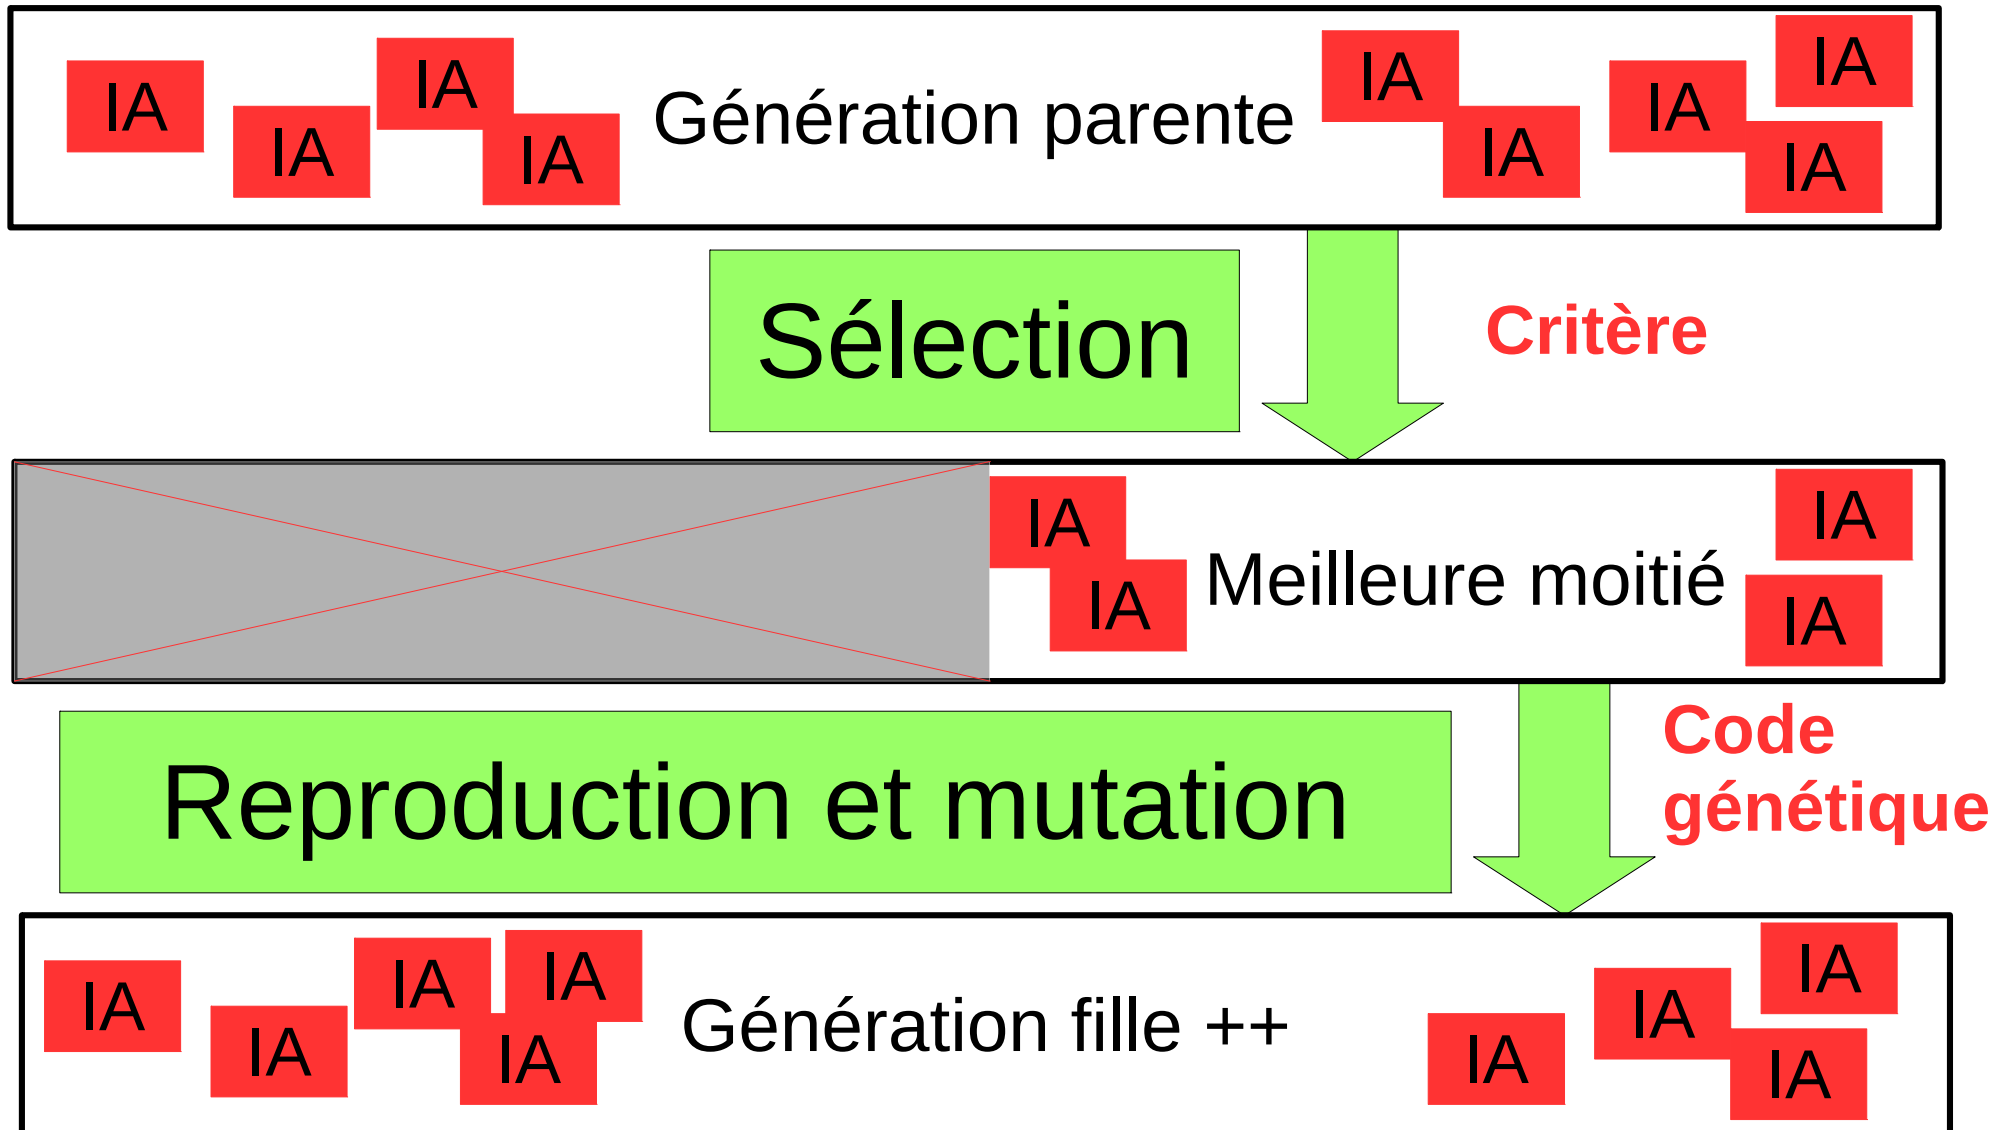 IA
IA
IA
IA
Génération parente
IA
IA
IA
IA
IA
Sélection
Critère
IA
IA
Meilleure moitié
IA
IA
Reproduction et mutation
Code
génétique
IA
IA
IA
IA
IA
Génération fille ++
IA
IA
IA
IA